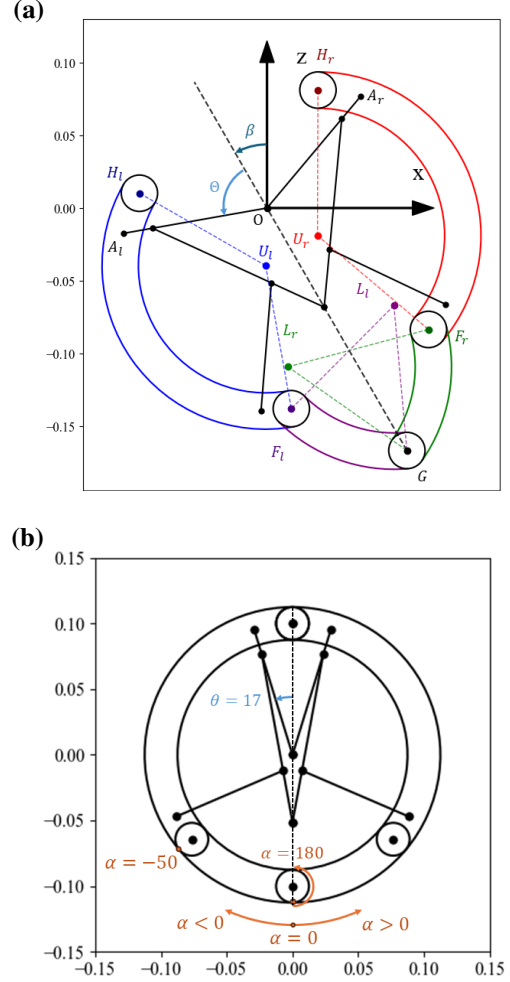 (a)
Z
H_r
0.10
A_r
0.05
β
H_l
Θ
X
0.00
O
A_l
U_l
U_r
-0.05
L_l
L_r
F_r
-0.10
-0.15
F_l
G
(b)
0.15
0.10
θ = 17
0.05
0.00
−0.05
α = −50
α = 180
−0.10
α < 0
α > 0
α = 0
−0.15
−0.15 −0.10 −0.05 0.00 0.05 0.10 0.15